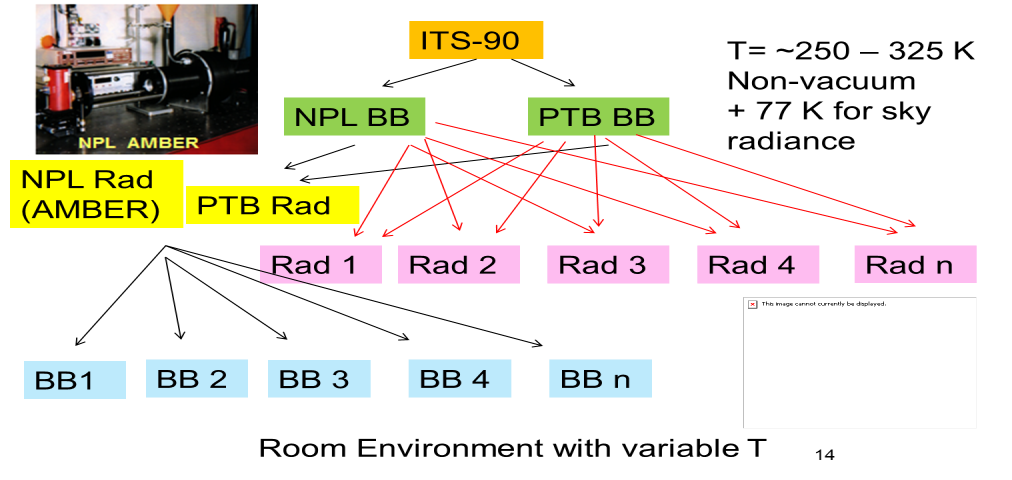 ITS-90
T= ~250 – 325 K
Non-vacuum
+ 77 K for sky
radiance
NPL BB
PTB BB
NPL AMBER
NPL Rad
(AMBER)
PTB Rad
Rad 1
Rad 2
Rad 3
Rad 4
Rad n
This image cannot currently be displayed.
BB1
BB 2
BB 3
BB 4
BB n
Room Environment with variable T
14